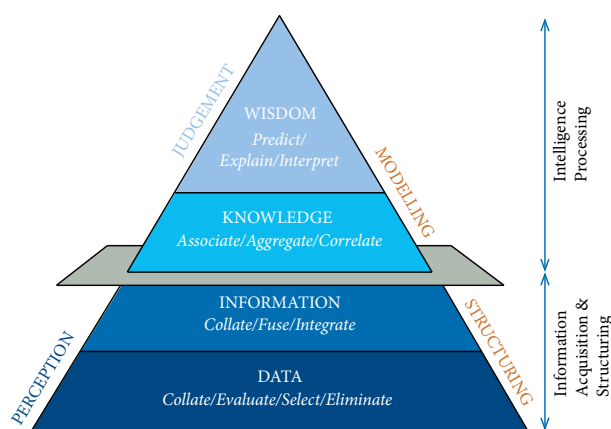 JUDGEMENT
WISDOM
Predict/
Explain/Interpret
MODELLING
Intelligence
Processing
KNOWLEDGE
Associate/Aggregate/Correlate
INFORMATION
Collate/Fuse/Integrate
PERCEPTION
STRUCTURING
Information
Acquisition &
Structuring
DATA
Collate/Evaluate/Select/Eliminate